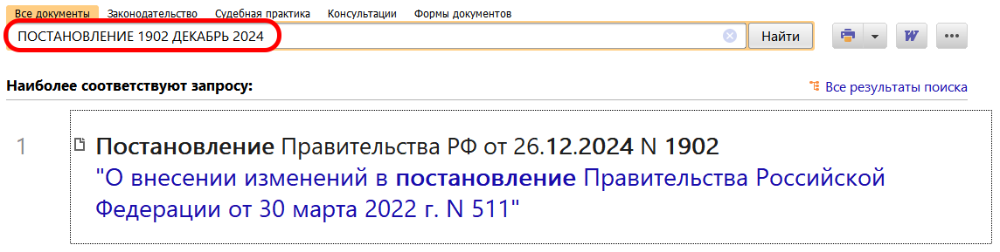 Все документы Законодательство Судебная практика Консультации Формы документов
ПОСТАНОВЛЕНИЕ 1902 ДЕКАБРЬ 2024 Найти W
Наиболее соответствуют запросу: Все результаты поиска
1 Постановление Правительства РФ от 26.12.2024 N 1902
"О внесении изменений в постановление Правительства Российской
Федерации от 30 марта 2022 г. N 511"